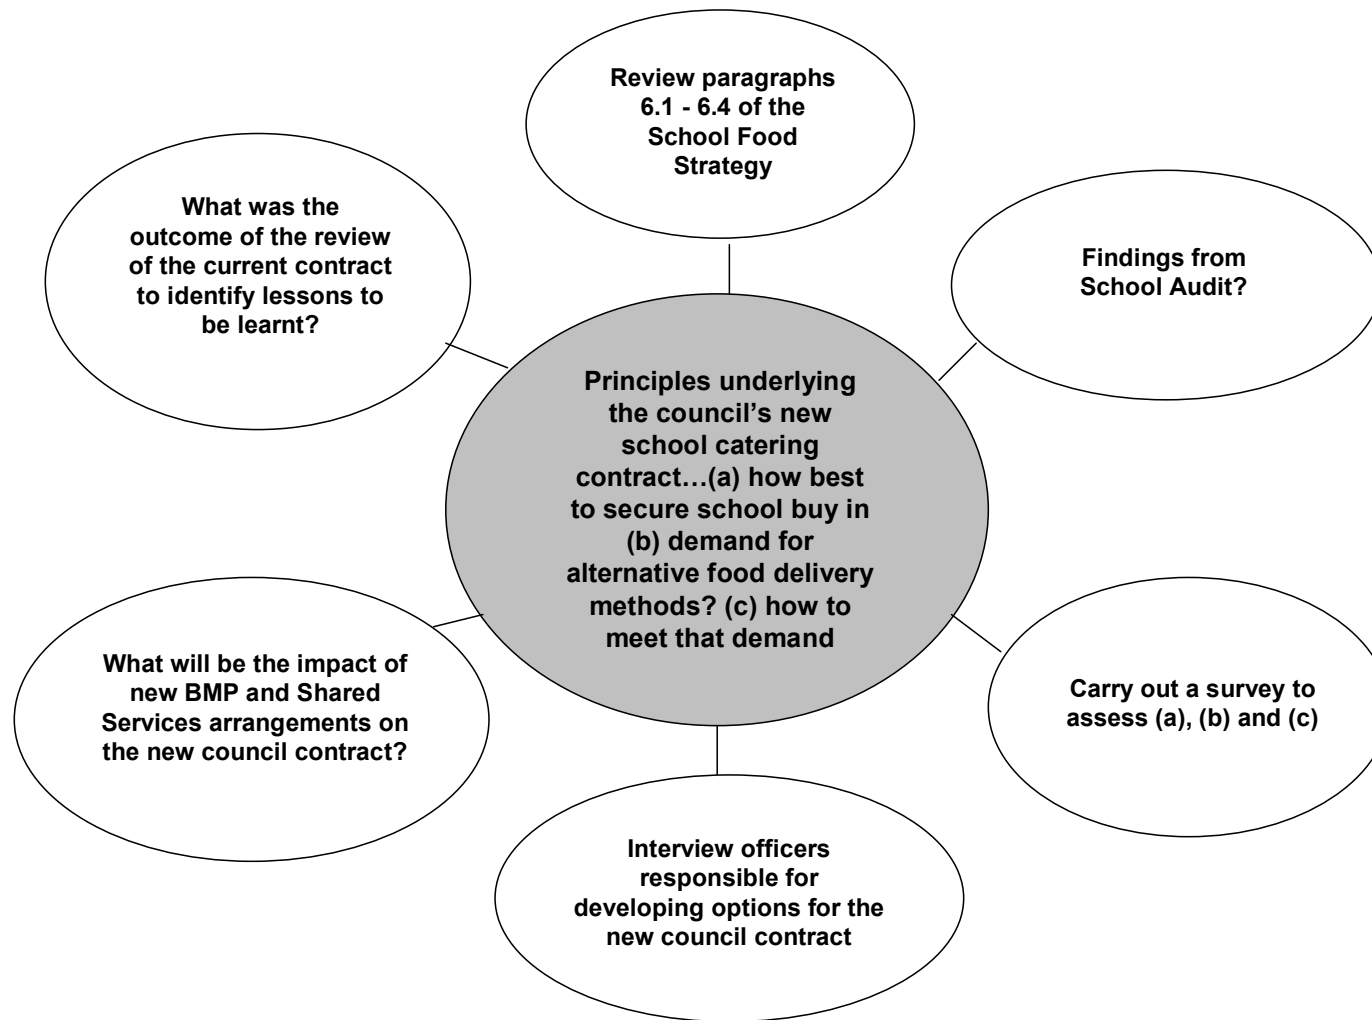 Review paragraphs
6.1 - 6.4 of the
School Food
Strategy
What was the
outcome of the review
of the current contract
to identify lessons to
be learnt?
Findings from
School Audit?
Principles underlying
the council’s new
school catering
contract…(a) how best
to secure school buy in
(b) demand for
alternative food delivery
methods? (c) how to
meet that demand
What will be the impact of
new BMP and Shared
Services arrangements on
the new council contract?
Carry out a survey to
assess (a), (b) and (c)
Interview officers
responsible for
developing options for the
new council contract